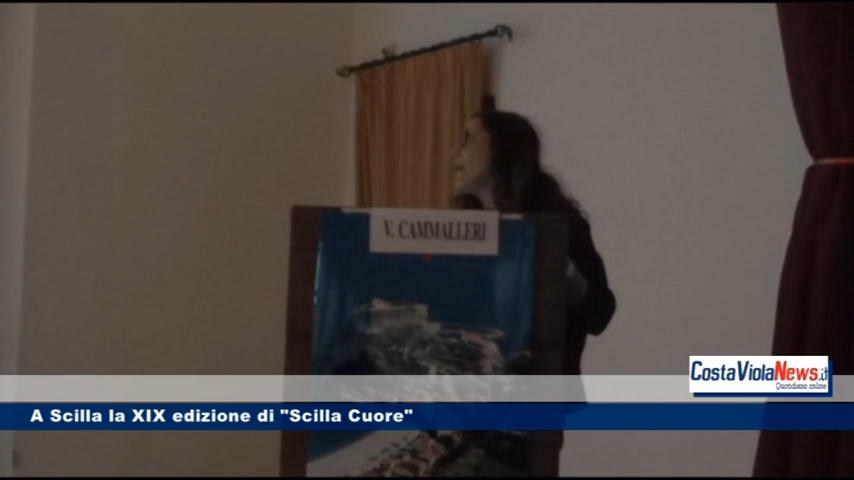 V. CAMMALLERI
CostaViolaNews.it
Quotidiano online
A Scilla la XIX edizione di "Scilla Cuore"